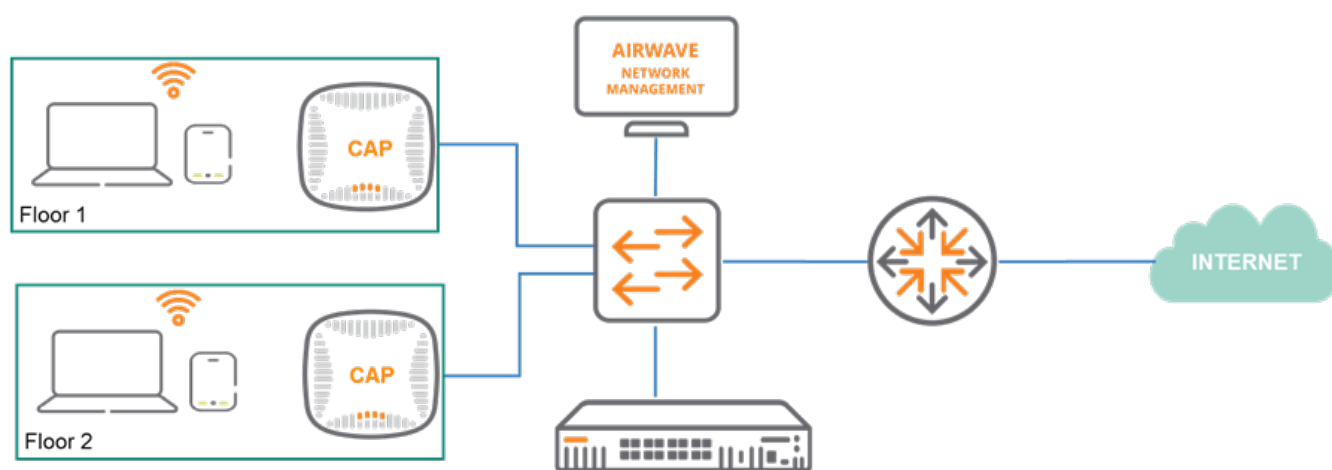 AIRWAVE
NETWORK
MANAGEMENT
CAP
Floor 1
CAP
Floor 2
INTERNET